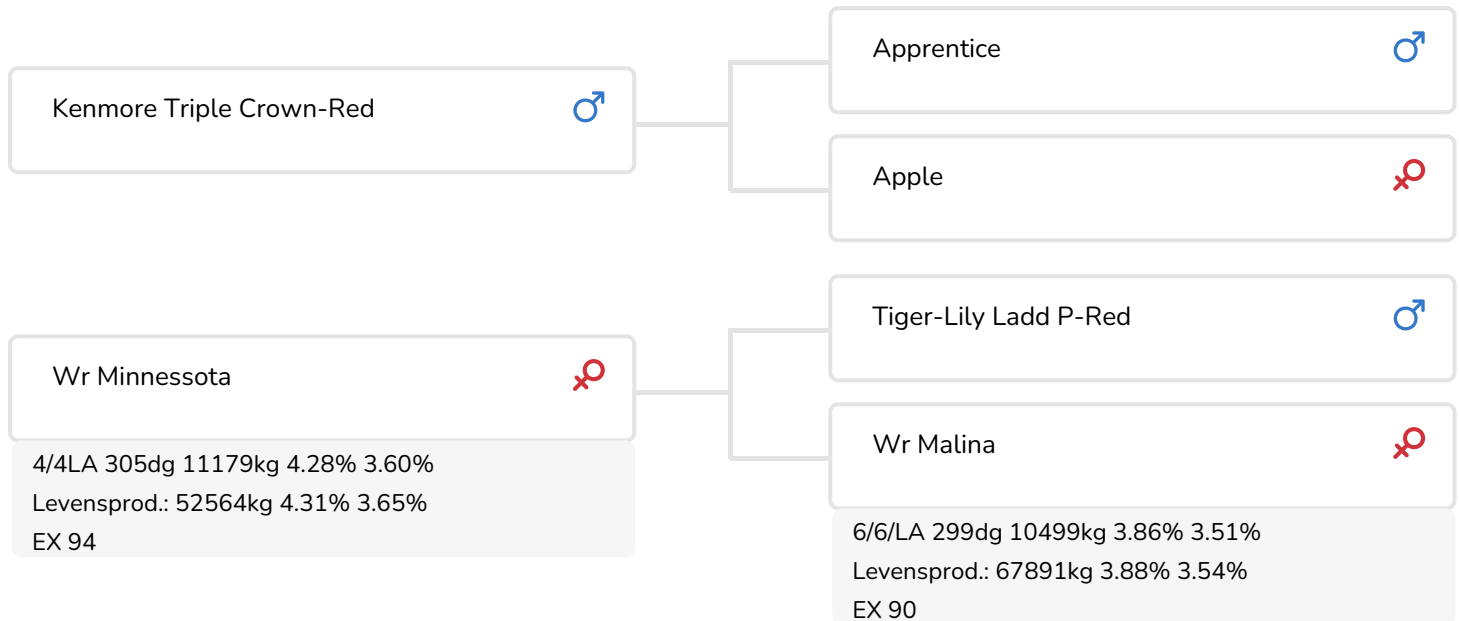 Kenmore Triple Crown-Red
Apprentice
Apple
Wr Minnessota
4/4LA 305dg 11179kg 4.28% 3.60%
Levensprod.: 52564kg 4.31% 3.65%
EX 94
Tiger-Lily Ladd P-Red
Wr Malina
6/6/LA 299dg 10499kg 3.86% 3.51%
Levensprod.: 67891kg 3.88% 3.54%
EX 90